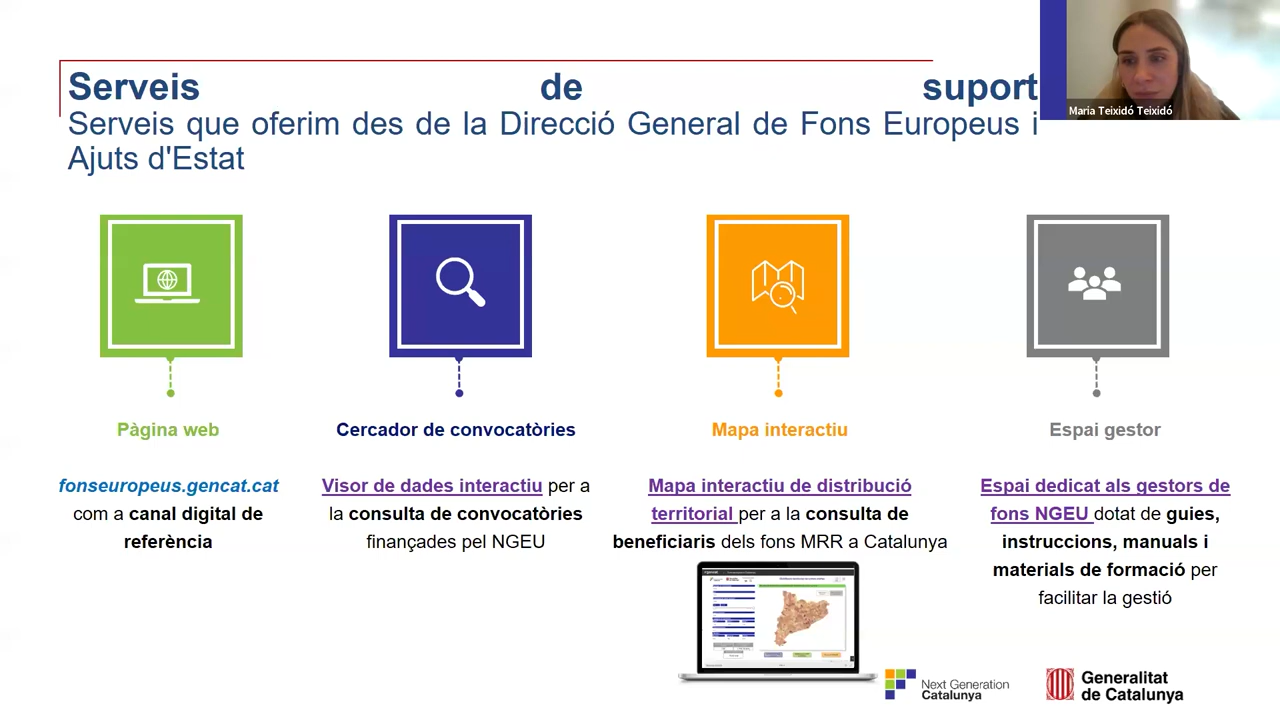 Maria Teixidó Teixidó
Serveis de suport
Serveis que oferim des de la Direcció General de Fons Europeus i
Ajuts d'Estat
Pàgina web
fonseuropeus.gencat.cat
com a canal digital de
referència
Cercador de convocatòries
Visor de dades interactiu per a
la consulta de convocatòries
finançades pel NGEU
Mapa interactiu
Mapa interactiu de distribució
territorial per a la consulta de
beneficiaris dels fons MRR a Catalunya
Espai gestor
Espai dedicat als gestors de
fons NGEU dotat de guies,
instruccions, manuals i
materials de formació per
facilitar la gestió
Next Generation
Catalunya
Generalitat
de Catalunya